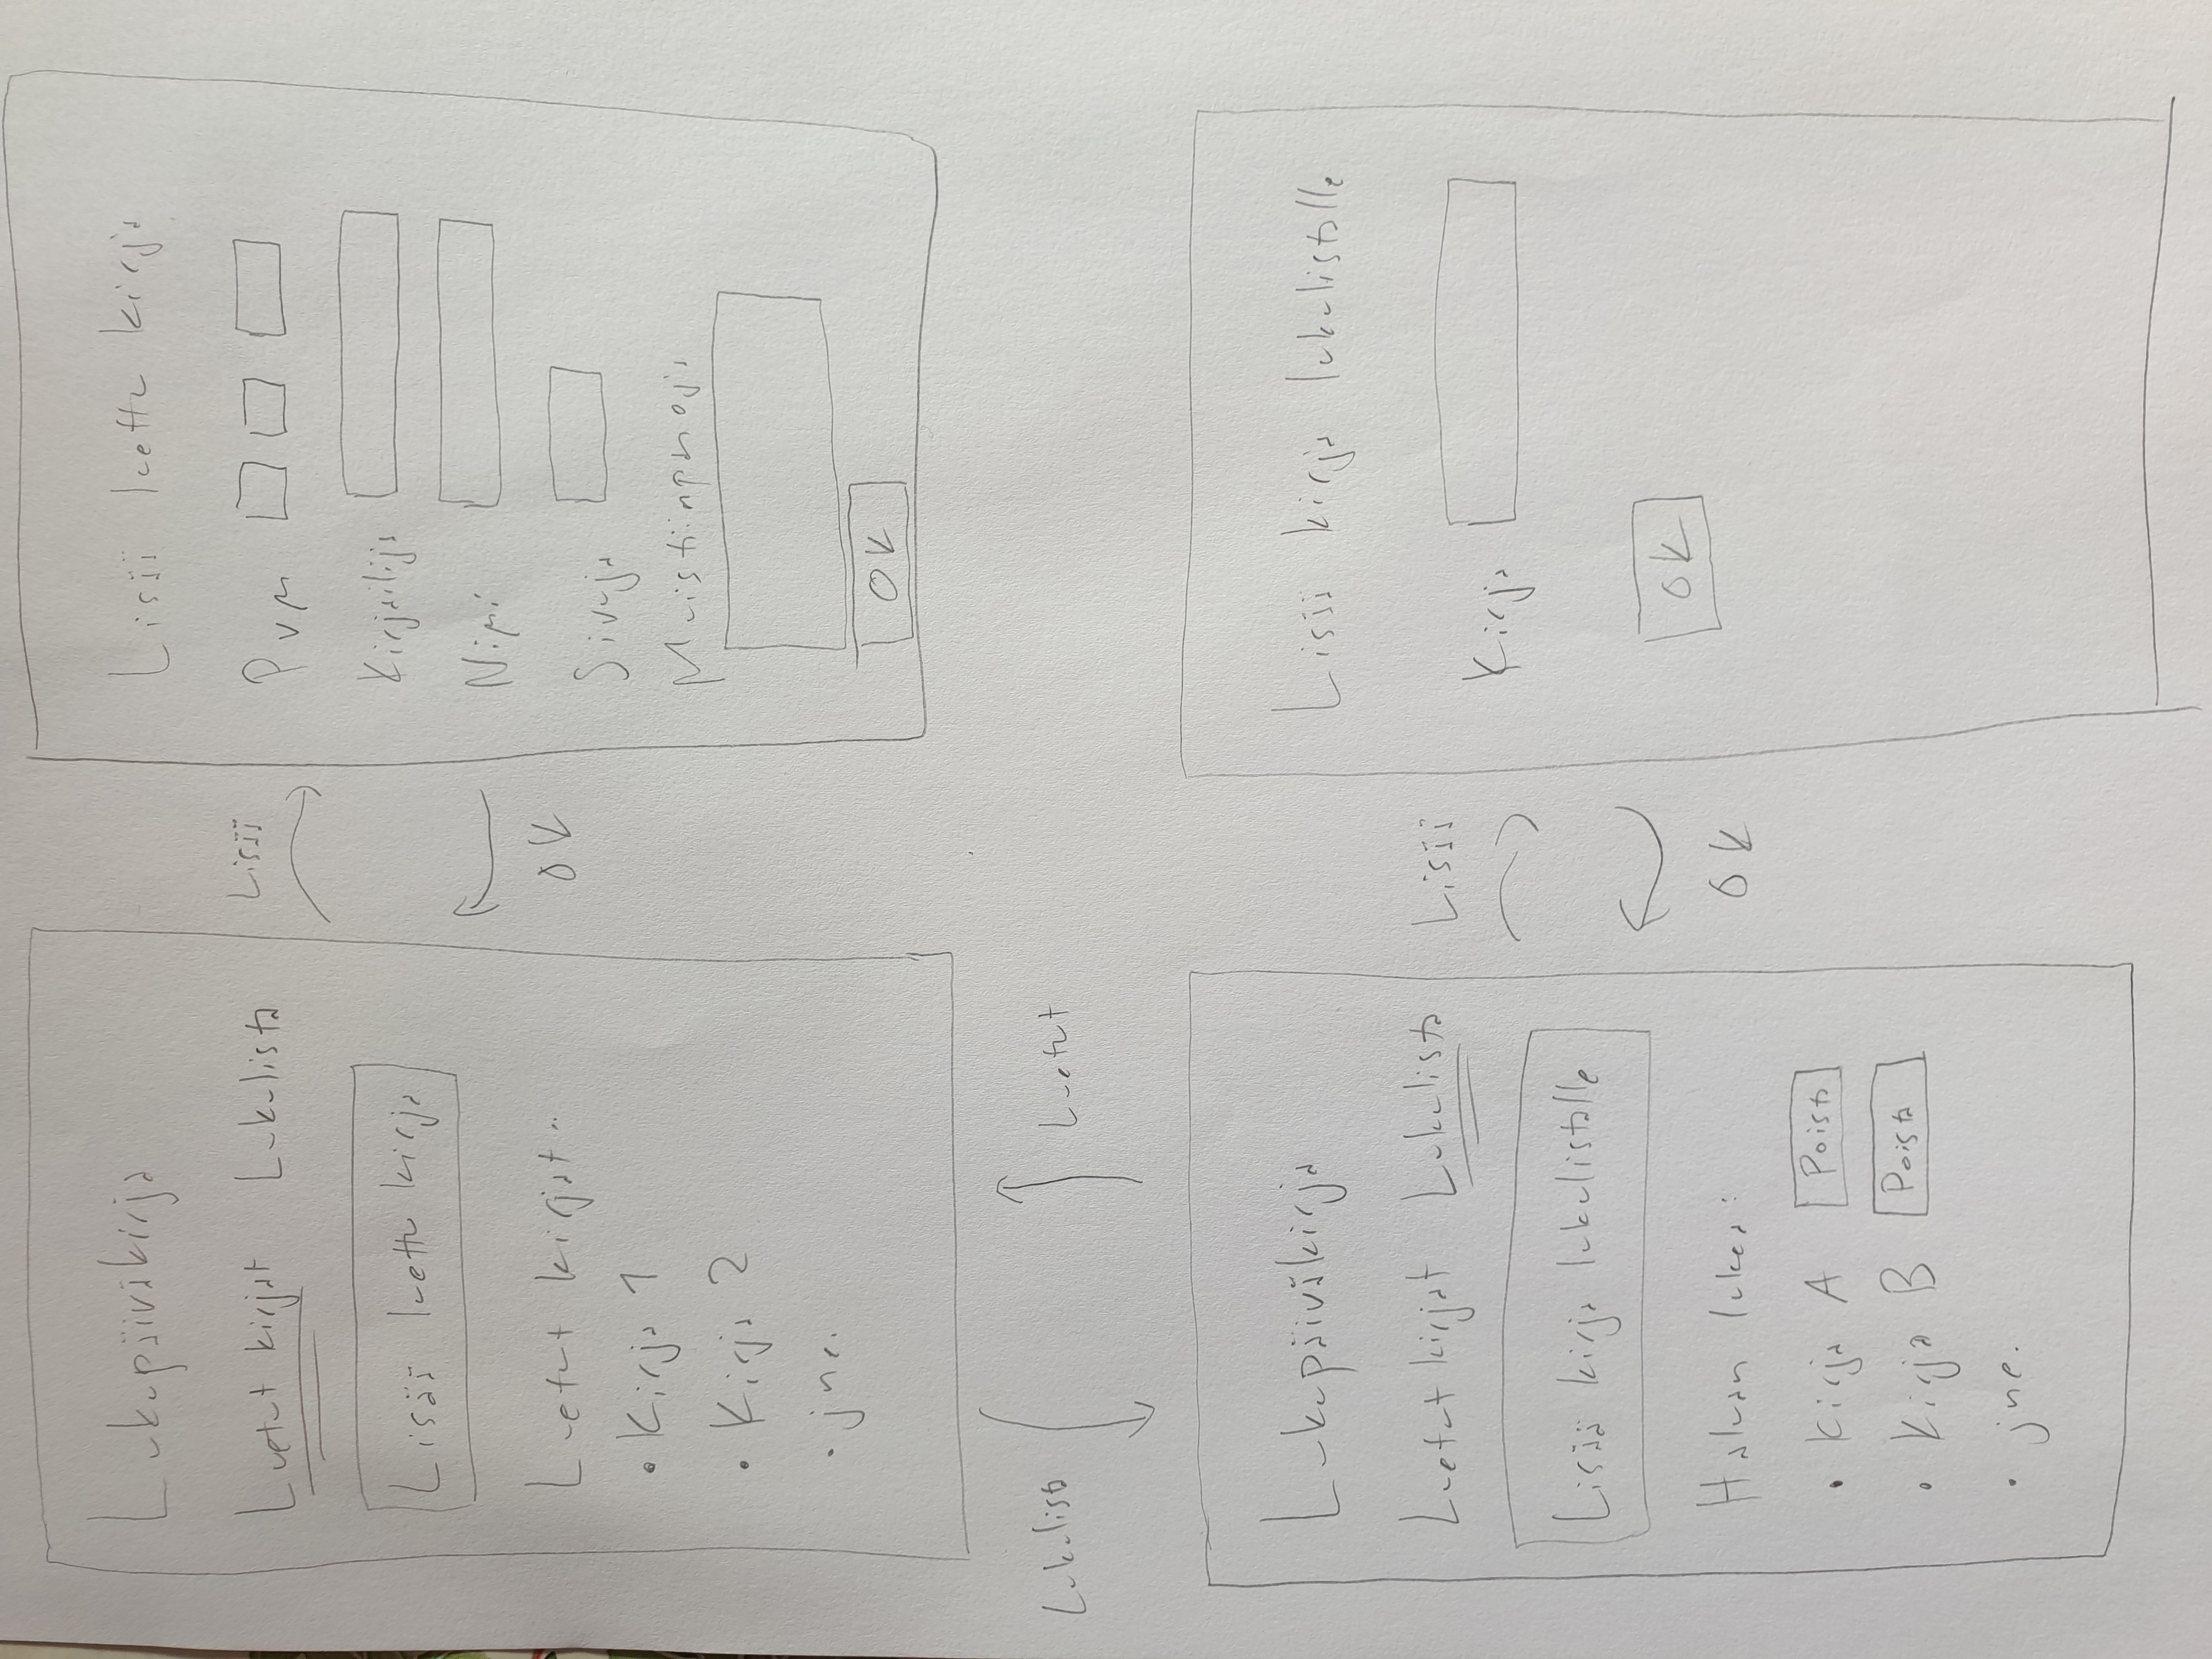 Lukupäiväkirja
Luetut kirjat Lukulista
Lisää luettu kirja
Luetut kirjat:
• Kirja 1
• Kirja 2
• jne.
Lisää
OK
Lisää luettu kirja
Pvm
Kirjailija
Nimi
Sivuja
Muistiinpanoja
OK
Lukulista
Luetut
Lukupäiväkirja
Luetut kirjat Lukulista
Lisää kirja lukulistalle
Haluan lukea:
• Kirja A Poista
• Kirja B Poista
• jne.
Lisää
OK
Lisää kirja lukulistalle
Kirja
OK